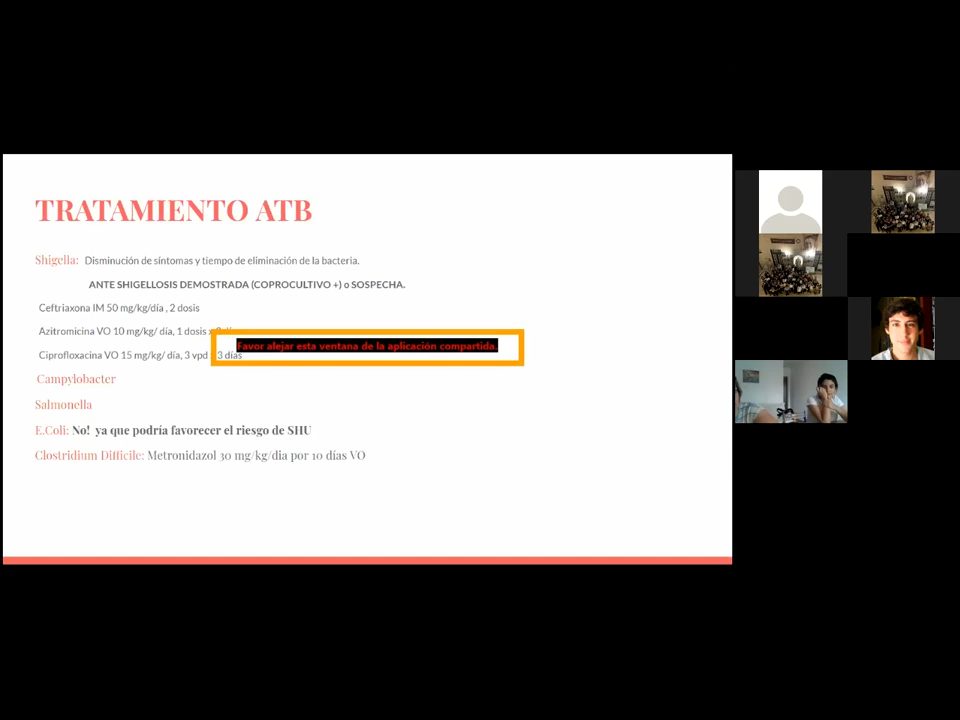 TRATAMIENTO ATB
Shigella: Disminución de síntomas y tiempo de eliminación de la bacteria.
ANTE SHIGELLOSIS DEMOSTRADA (COPROCULTIVO +) o SOSPECHA.
Ceftriaxona IM 50 mg/kg/día , 2 dosis
Azitromicina VO 10 mg/kg/ día, 1 dosis
Favor alejar esta ventana de la aplicación compartida.
Ciprofloxacina VO 15 mg/kg/ día, 3 vpd 3 días
Campylobacter
Salmonella
E.Coli: No! ya que podría favorecer el riesgo de SHU
Clostridium Difficile: Metronidazol 30 mg/kg/dia por 10 días VO